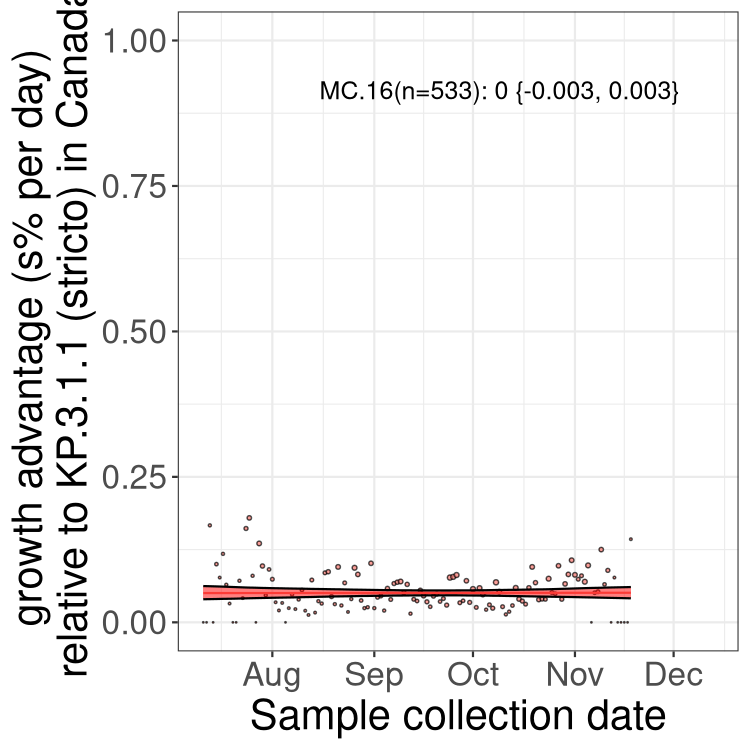 growth advantage (s% per day)
relative to KP.3.1.1 (stricto) in Canada
1.00
0.75
0.50
0.25
0.00
MC.16(n=533): 0 {-0.003, 0.003}
Aug Sep Oct Nov Dec
Sample collection date